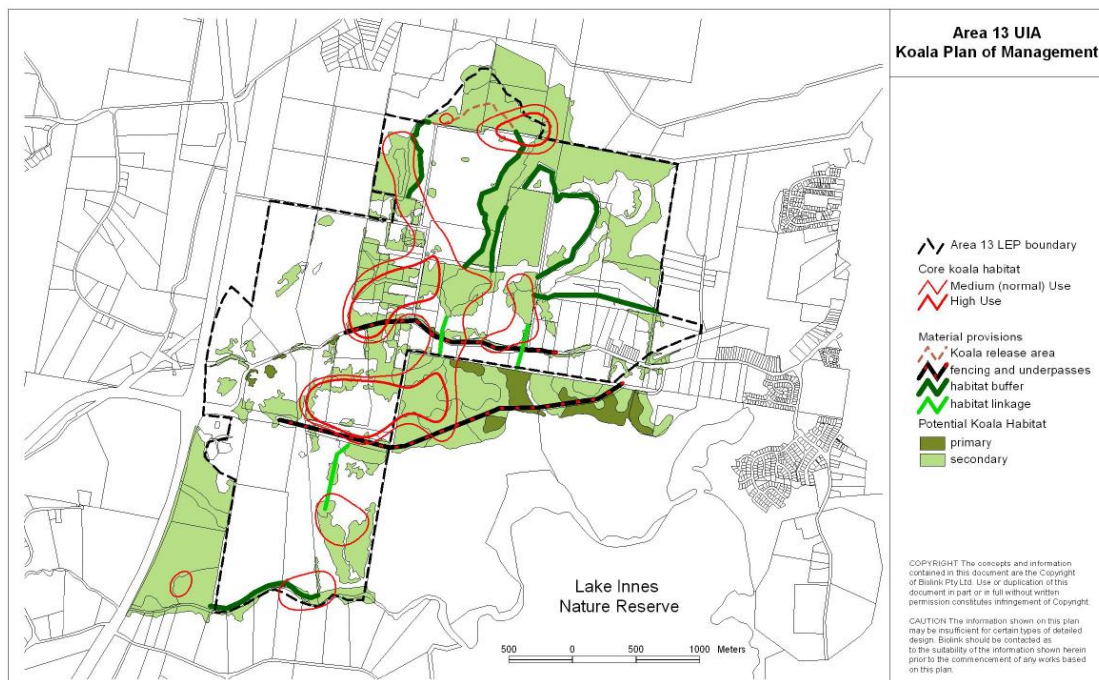 Area 13 UIA
Koala Plan of Management
Area 13 LEP boundary
Core koala habitat
Medium (normal) Use
High Use
Material provisions
Koala release area
fencing and underpasses
habitat buffer
habitat linkage
Potential Koala Habitat
primary
secondary
Lake Innes
Nature Reserve
500 0 500 1000 Meters
COPYRIGHT The concepts and information
contained in this document are the Copyright
of Biolink Pty Ltd. Use or duplication of this
document in part or in full without written
permission constitutes infringement of Copyright.
CAUTION The information shown on this plan
may be insufficient for certain types of detailed
design. Biolink should be contacted as
to the suitability of the information shown herein
prior to the commencement of any works based
on this plan.